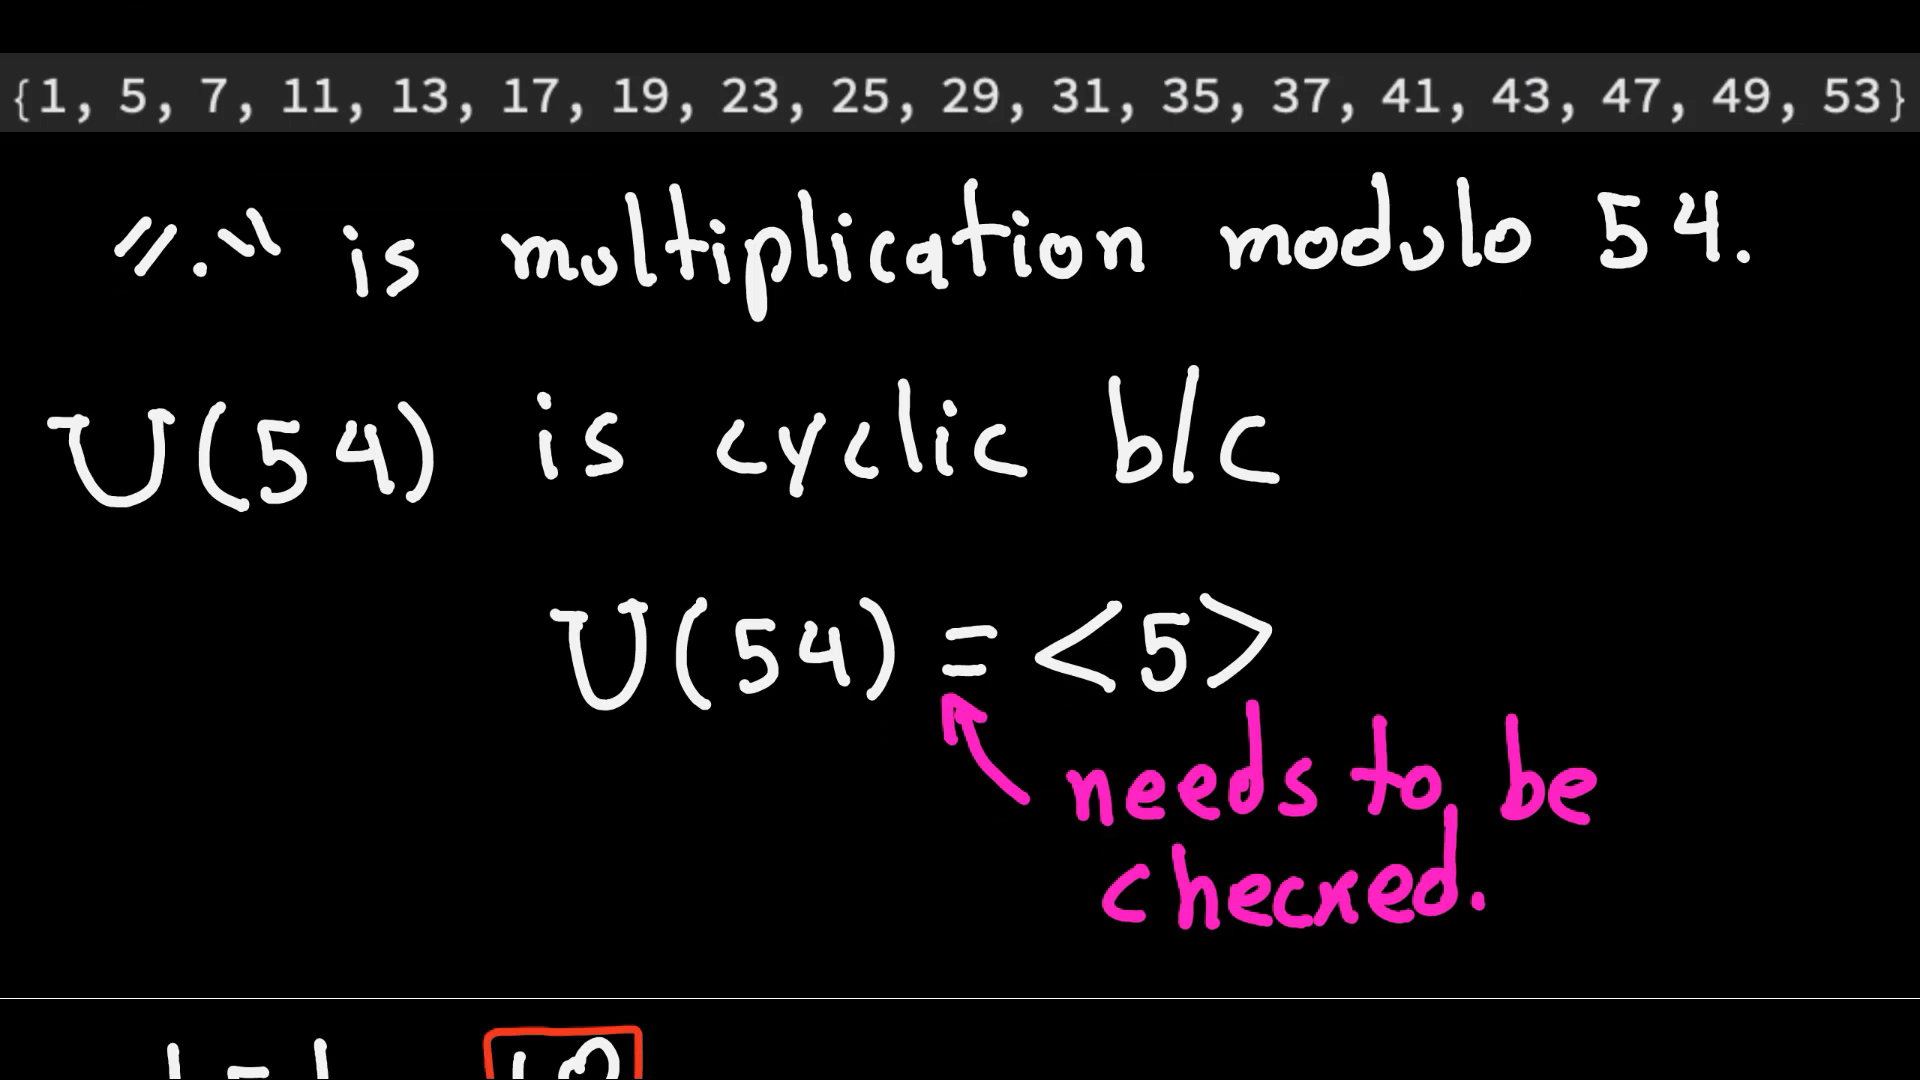 {1, 5, 7, 11, 13, 17, 19, 23, 25, 29, 31, 35, 37, 41, 43, 47, 49, 53}
"." is multiplication modulo 54.
U(54) is cyclic b/c
U(54) = <5>
needs to be
checked.